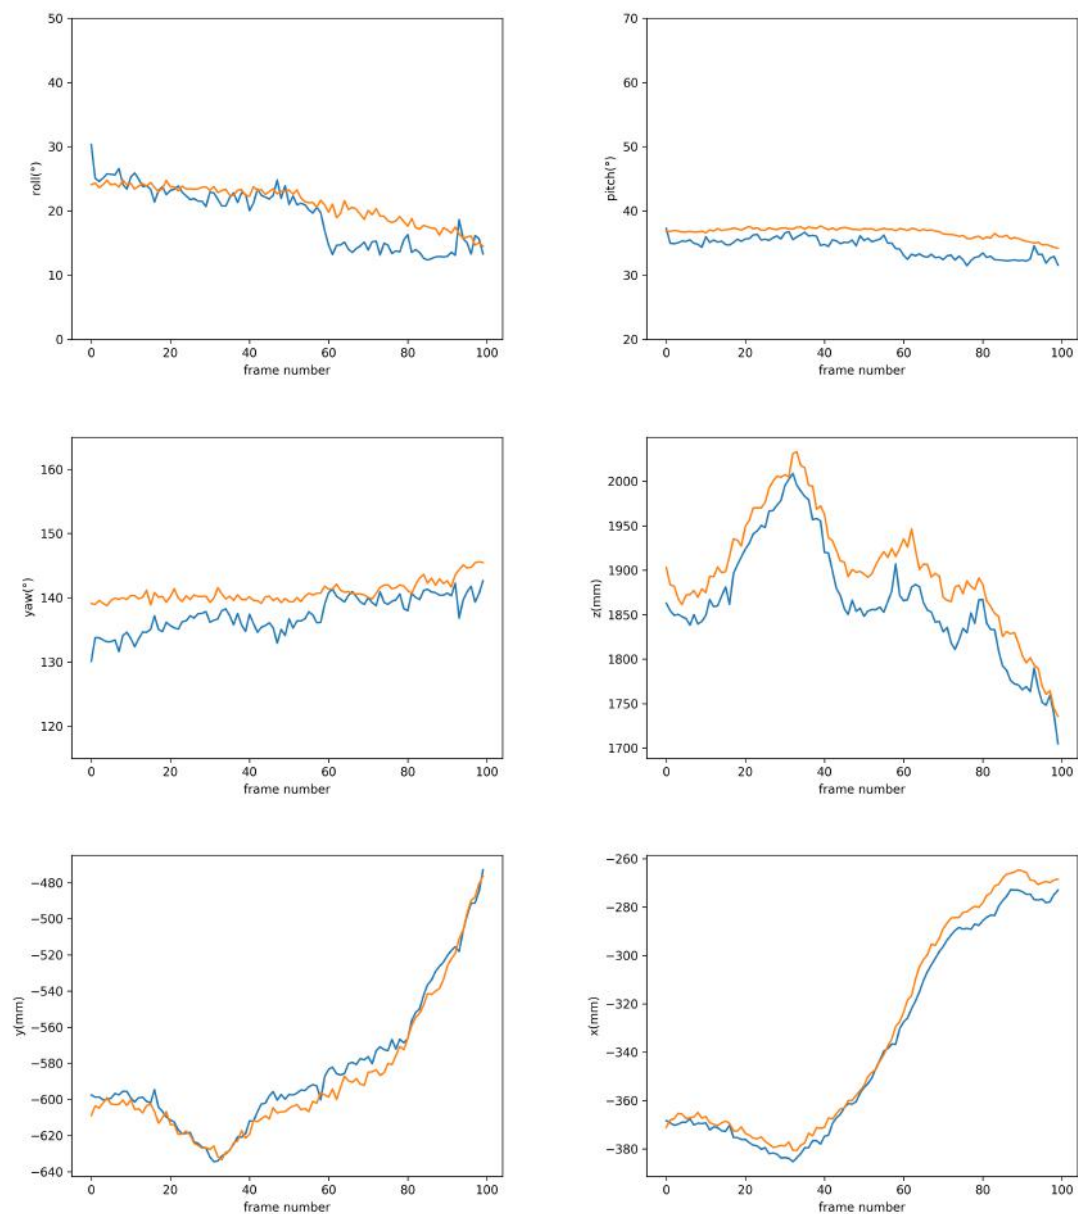 50
40
30
20
10
0
roll(°)
0 20 40 60 80 100
frame number
70
60
50
40
30
20
pitch(°)
0 20 40 60 80 100
frame number
160
150
140
130
120
yaw(°)
0 20 40 60 80 100
frame number
2000
1950
1900
1850
1800
1750
1700
z(mm)
0 20 40 60 80 100
frame number
−480
−500
−520
−540
−560
−580
−600
−620
−640
y(mm)
0 20 40 60 80 100
frame number
−260
−280
−300
−320
−340
−360
−380
x(mm)
0 20 40 60 80 100
frame number